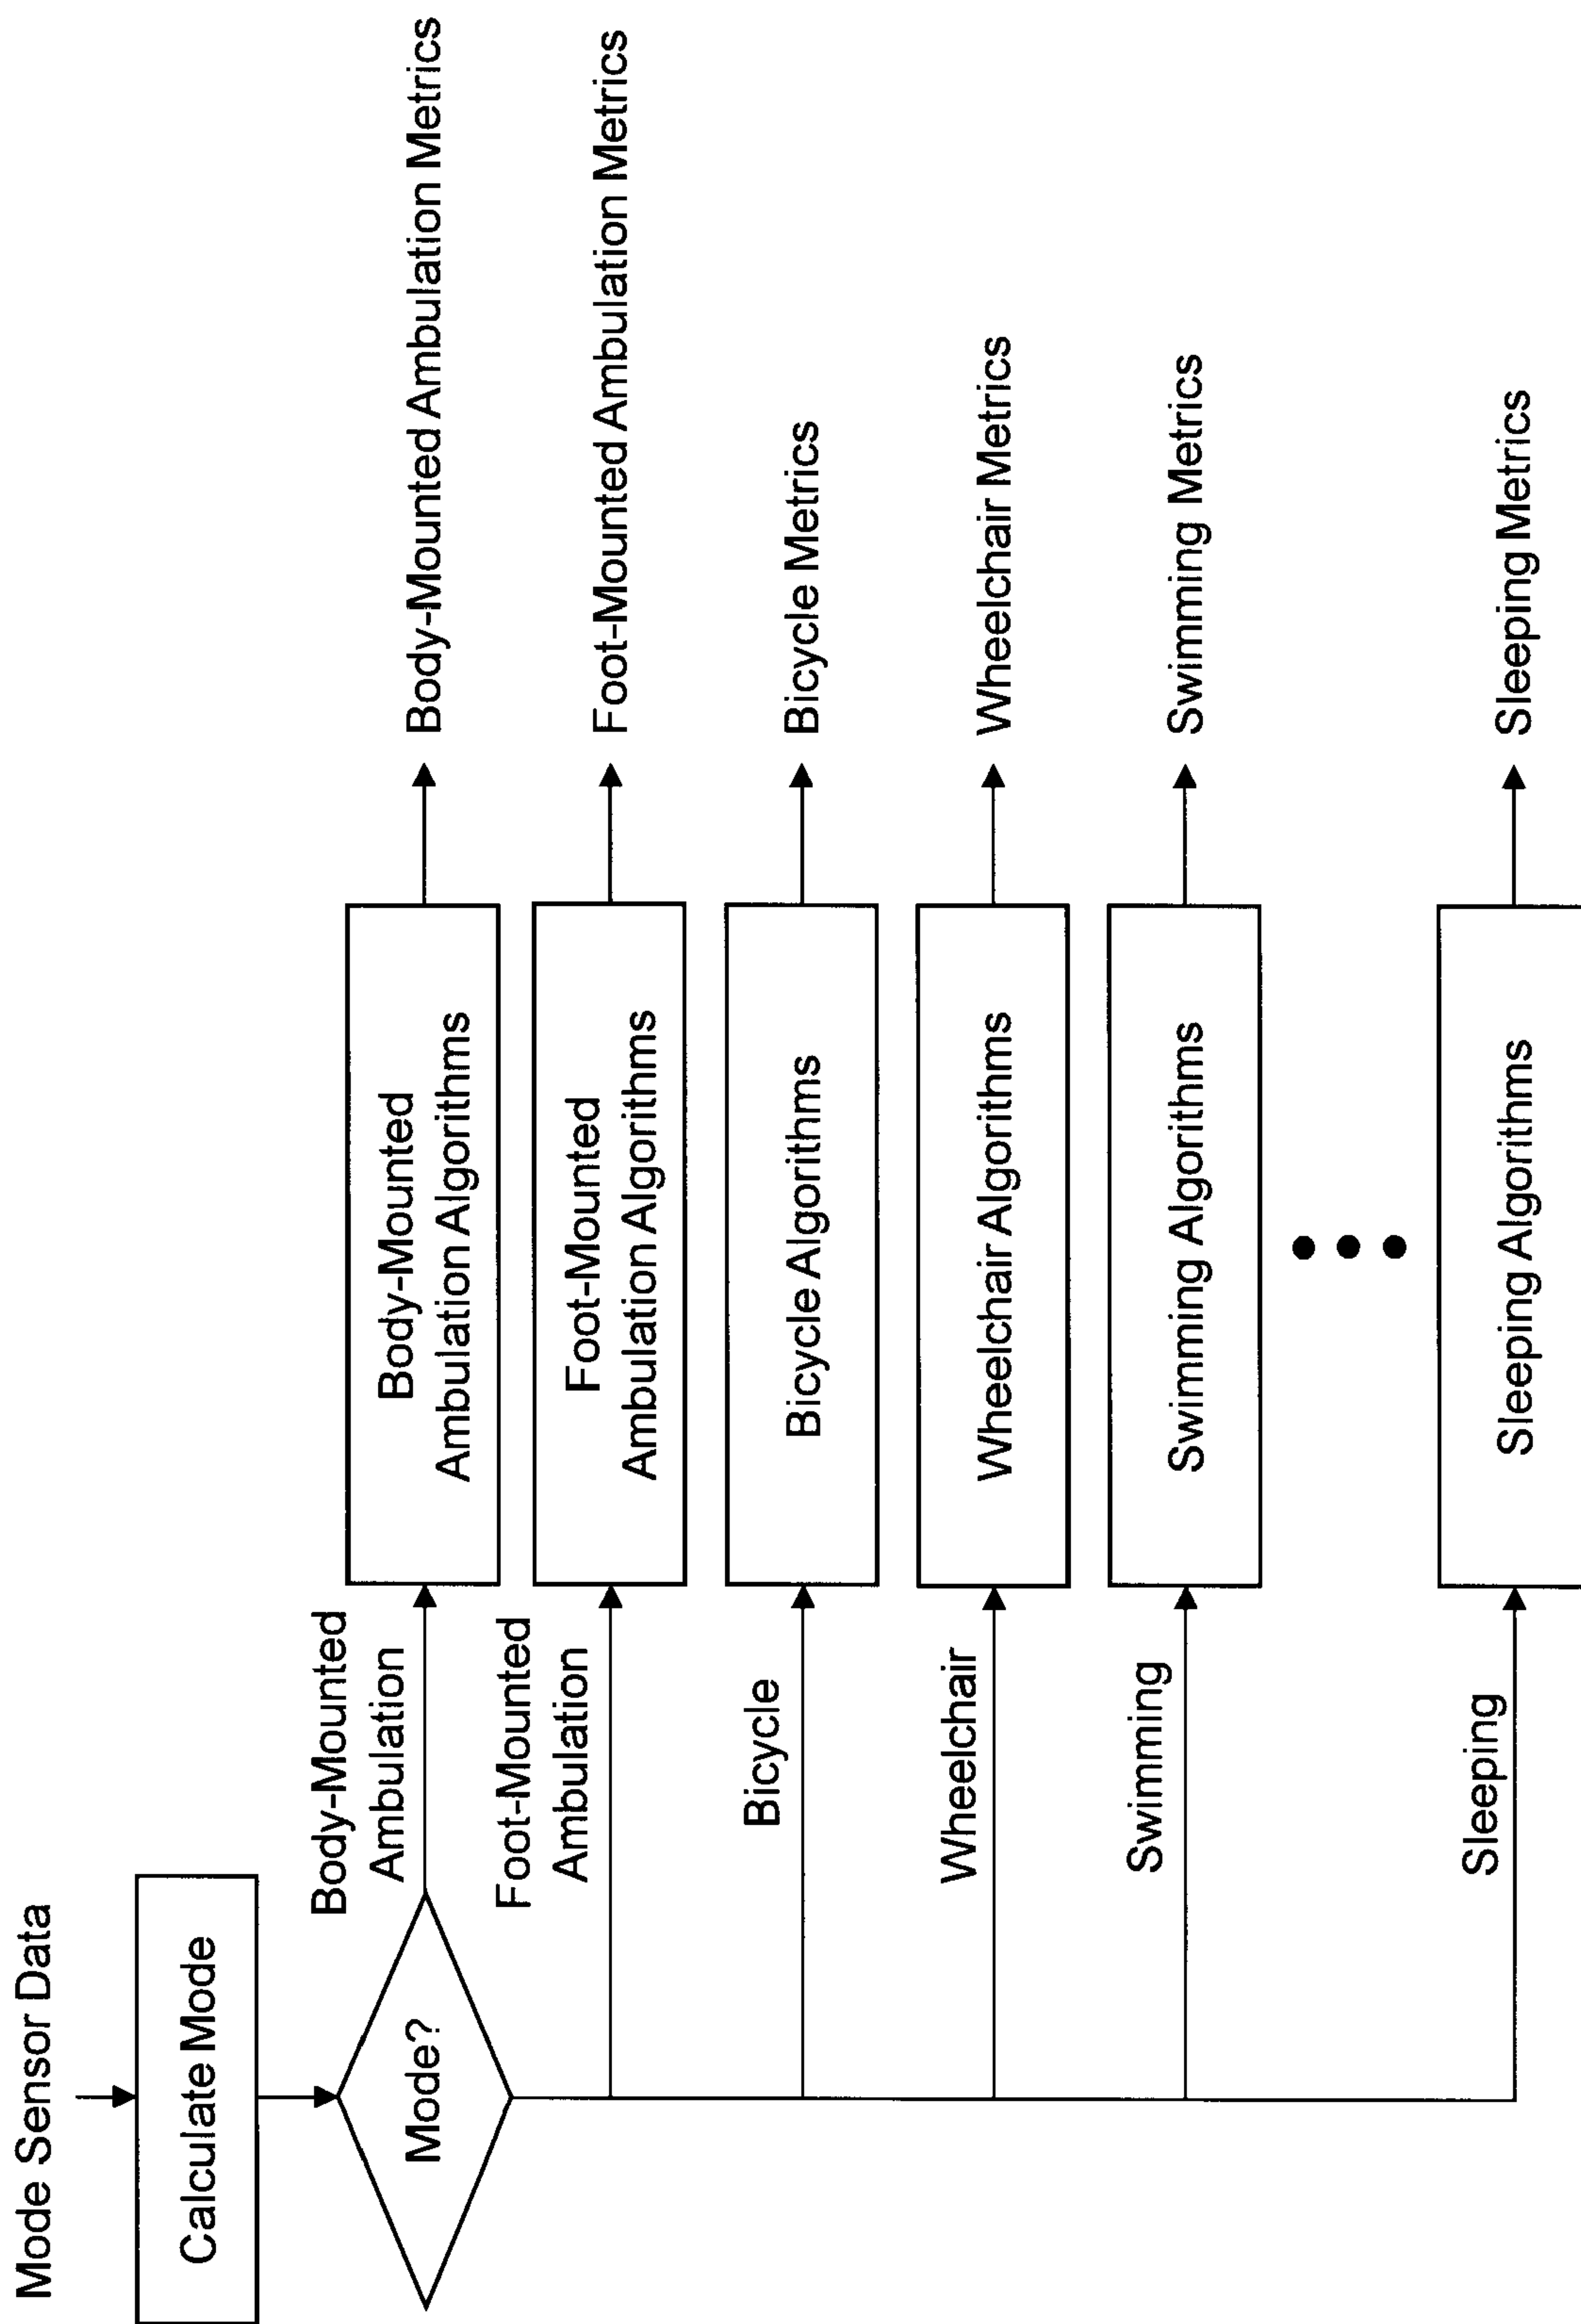 Mode Sensor Data
Calculate Mode
Mode?
Body-Mounted
Ambulation
Body-Mounted
Ambulation Algorithms
Body-Mounted Ambulation Metrics
Foot-Mounted
Ambulation
Foot-Mounted
Ambulation Algorithms
Foot-Mounted Ambulation Metrics
Bicycle
Bicycle Algorithms
Bicycle Metrics
Wheelchair
Wheelchair Algorithms
Wheelchair Metrics
Swimming
Swimming Algorithms
Swimming Metrics
Sleeping
Sleeping Algorithms
Sleeping Metrics